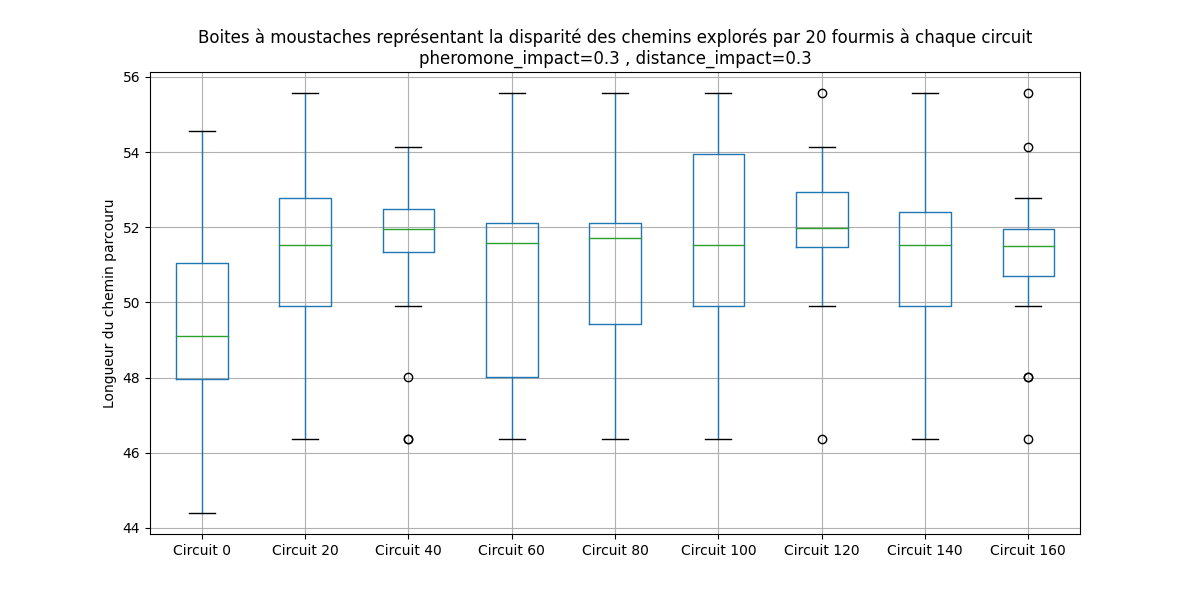 Boites à moustaches représentant la disparité des chemins explorés par 20 fourmis à chaque circuit
pheromone_impact=0.3 , distance_impact=0.3
56
54
52
50
48
46
44
Longueur du chemin parcouru
Circuit 0
Circuit 20
Circuit 40
Circuit 60
Circuit 80
Circuit 100
Circuit 120
Circuit 140
Circuit 160